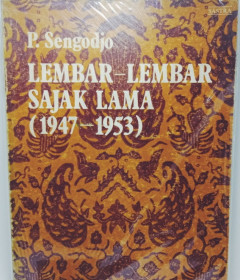 P. Sengodjo
LEMBAR-LEMBAR
SAJAK LAMA
(1947-1953)